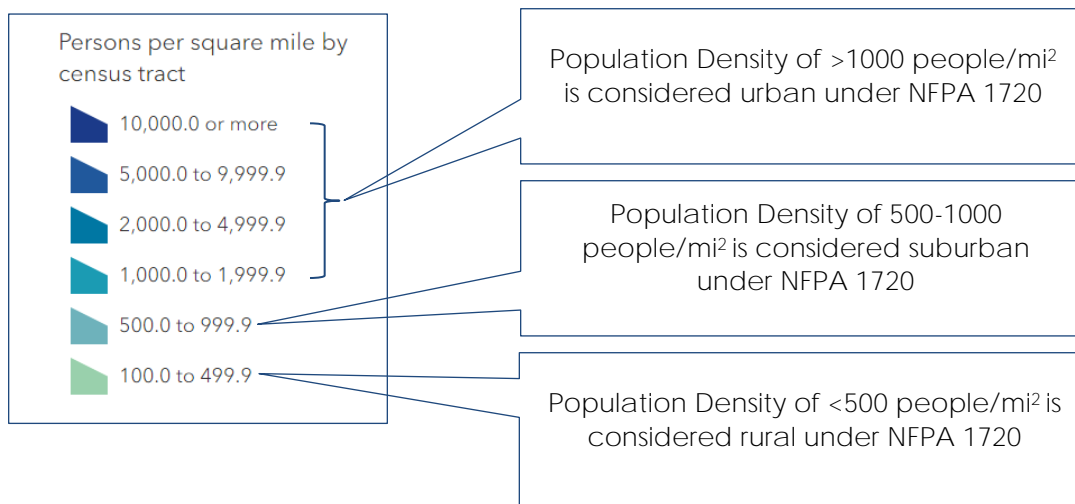 Persons per square mile by
census tract
10,000.0 or more
5,000.0 to 9,999.9
2,000.0 to 4,999.9
1,000.0 to 1,999.9
500.0 to 999.9
100.0 to 499.9
Population Density of >1000 people/mi²
is considered urban under NFPA 1720
Population Density of 500-1000
people/mi² is considered suburban
under NFPA 1720
Population Density of <500 people/mi² is
considered rural under NFPA 1720